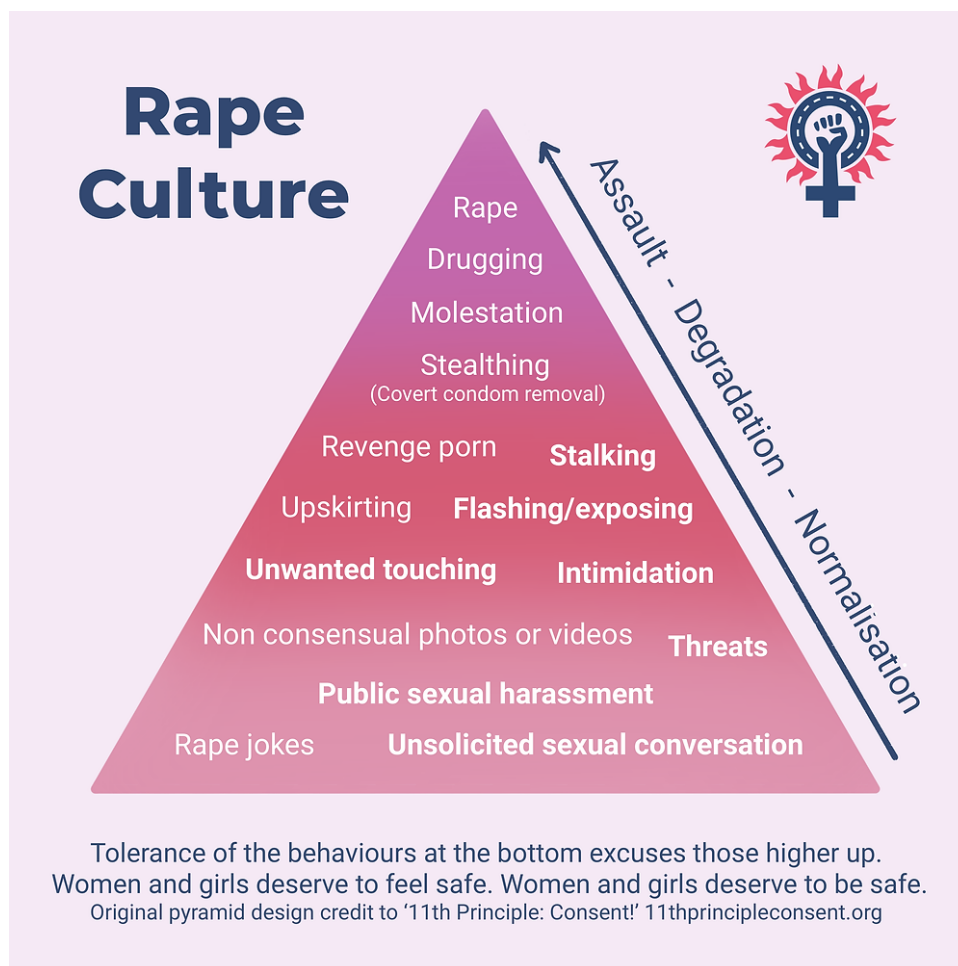 Rape
Culture
Assault - Degradation - Normalisation
Rape
Drugging
Molestation
Stealthing
(Covert condom removal)
Revenge porn
Stalking
Upskirting
Flashing/exposing
Unwanted touching
Intimidation
Non consensual photos or videos
Threats
Public sexual harassment
Rape jokes
Unsolicited sexual conversation
Tolerance of the behaviours at the bottom excuses those higher up.
Women and girls deserve to feel safe. Women and girls deserve to be safe.
Original pyramid design credit to ‘11th Principle: Consent!’ 11thprincipleconsent.org